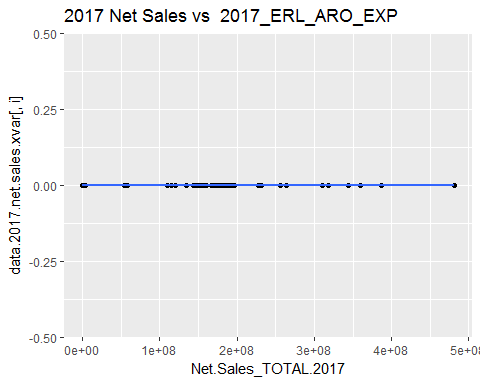 2017 Net Sales vs  2017_ERL_ARO_EXP
0.50
0.25
0.00
-0.25
-0.50
data.2017.net.sales.xvar[, i]
0e+00 1e+08 2e+08 3e+08 4e+08 5e+08
Net.Sales_TOTAL.2017